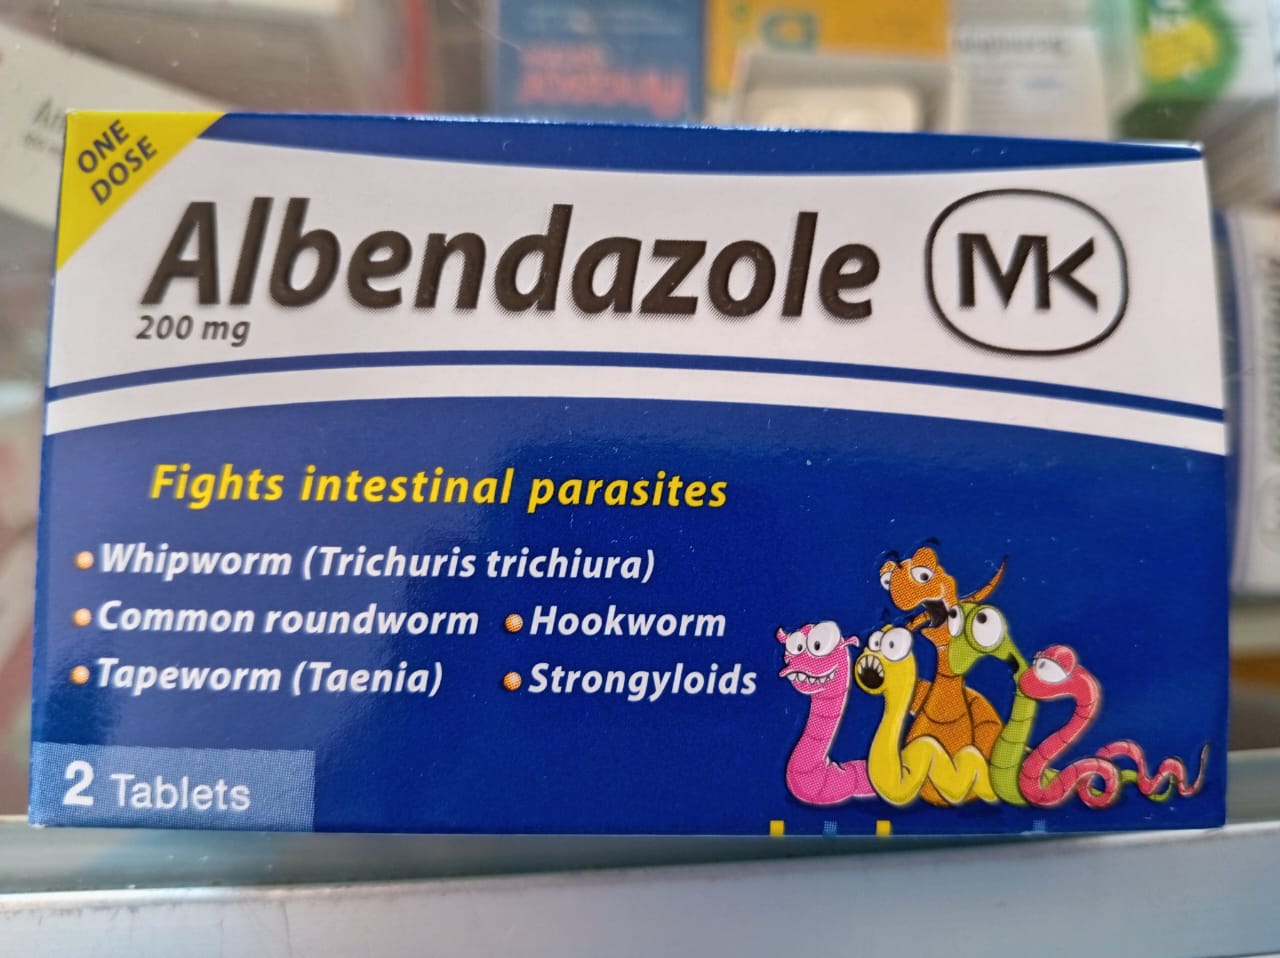 ONE
DOSE
Albendazole
MK
200 mg
Fights intestinal parasites
Whipworm (Trichuris trichiura)
Common roundworm
Hookworm
Tapeworm (Taenia)
Strongyloids
2 Tablets